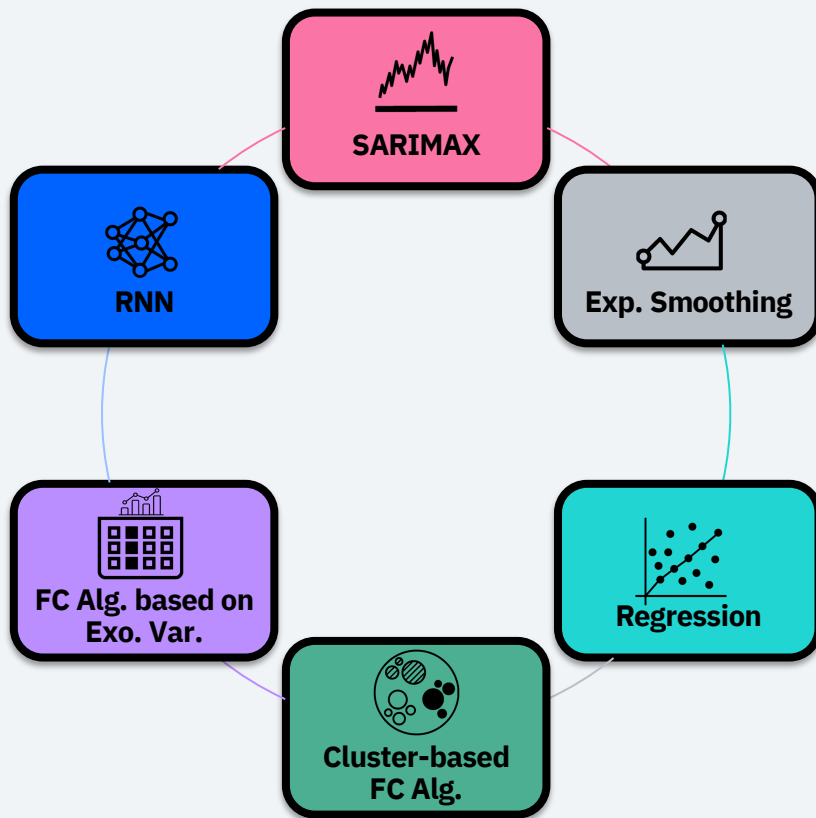 SARIMAX
RNN
Exp. Smoothing
FC Alg. based on
Exo. Var.
Regression
Cluster-based
FC Alg.